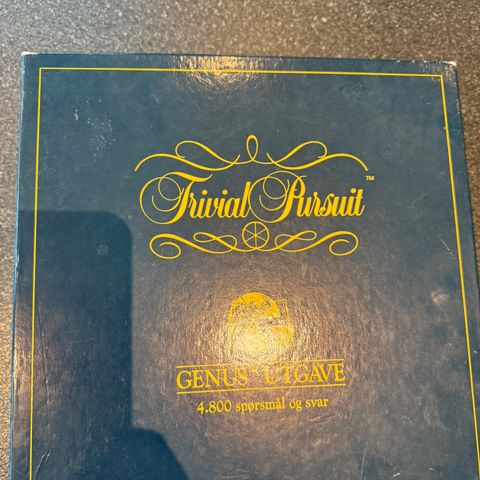 Trivial Pursuit™
GENUS™ UTGAVE
4.800 spørsmål og svar